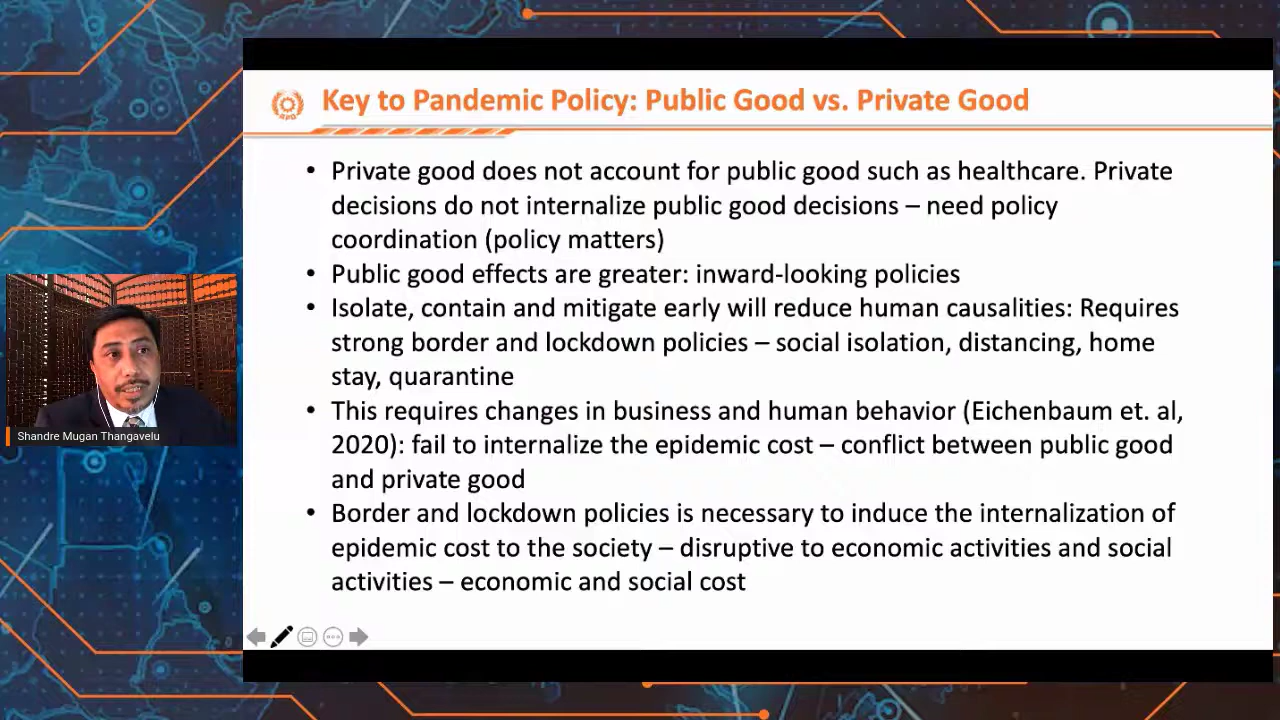 Key to Pandemic Policy: Public Good vs. Private Good
APO
• Private good does not account for public good such as healthcare. Private
decisions do not internalize public good decisions – need policy
coordination (policy matters)
• Public good effects are greater: inward-looking policies
• Isolate, contain and mitigate early will reduce human causalities: Requires
strong border and lockdown policies – social isolation, distancing, home
stay, quarantine
• This requires changes in business and human behavior (Eichenbaum et. al,
2020): fail to internalize the epidemic cost – conflict between public good
and private good
• Border and lockdown policies is necessary to induce the internalization of
epidemic cost to the society – disruptive to economic activities and social
activities – economic and social cost
Shandre Mugan Thangavelu